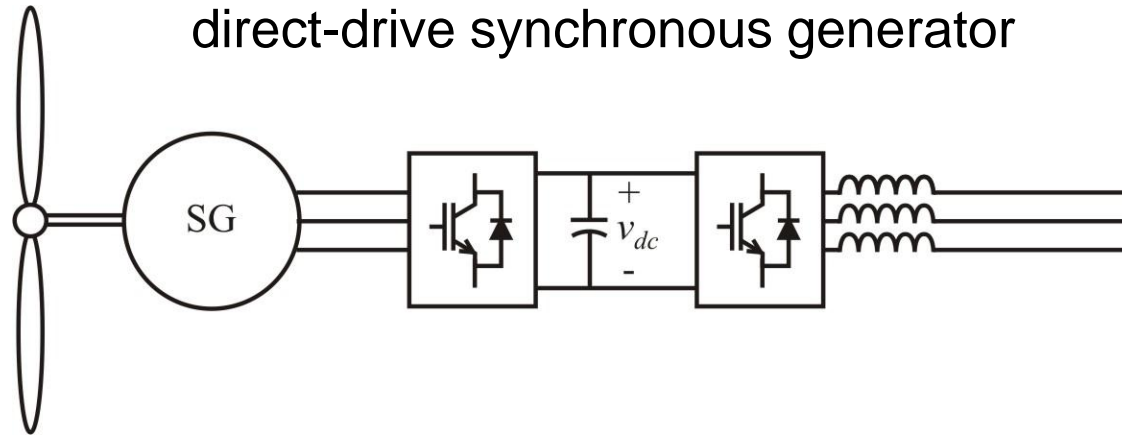 direct-drive synchronous generator
SG
+
v_dc
-